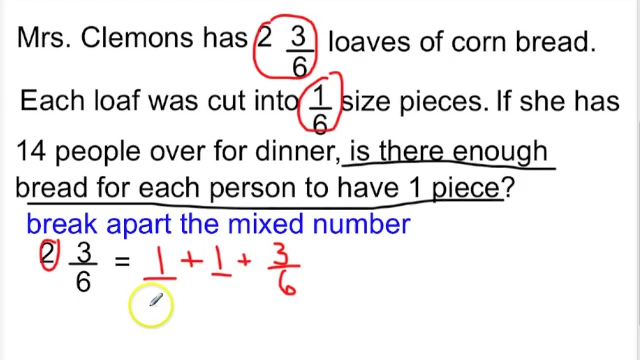 Mrs. Clemons has 2 3/6 loaves of corn bread.
Each loaf was cut into 1/6 size pieces. If she has
14 people over for dinner, is there enough
bread for each person to have 1 piece?
break apart the mixed number
2 3/6 = 1 + 1 + 3/6